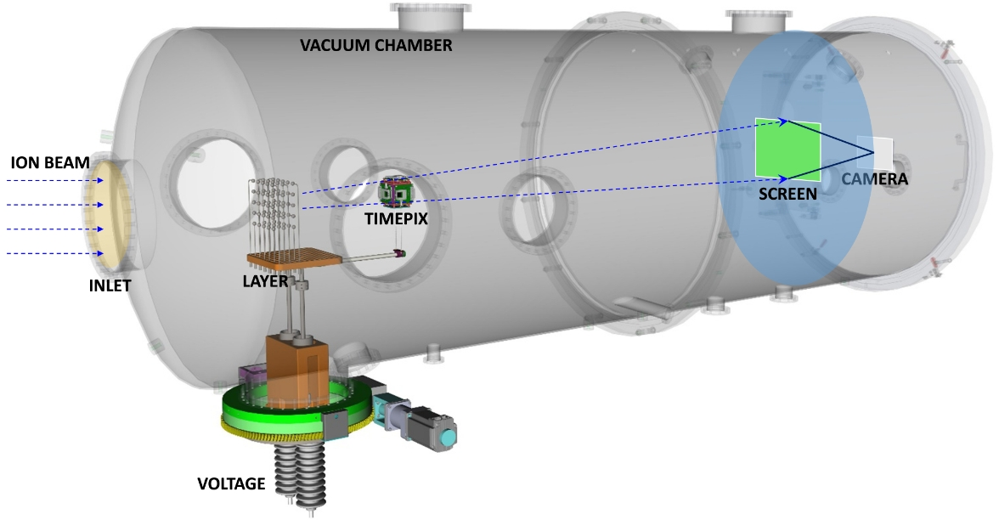 VACUUM CHAMBER
ION BEAM
CAMERA
SCREEN
TIMEPIX
LAYER
INLET
VOLTAGE